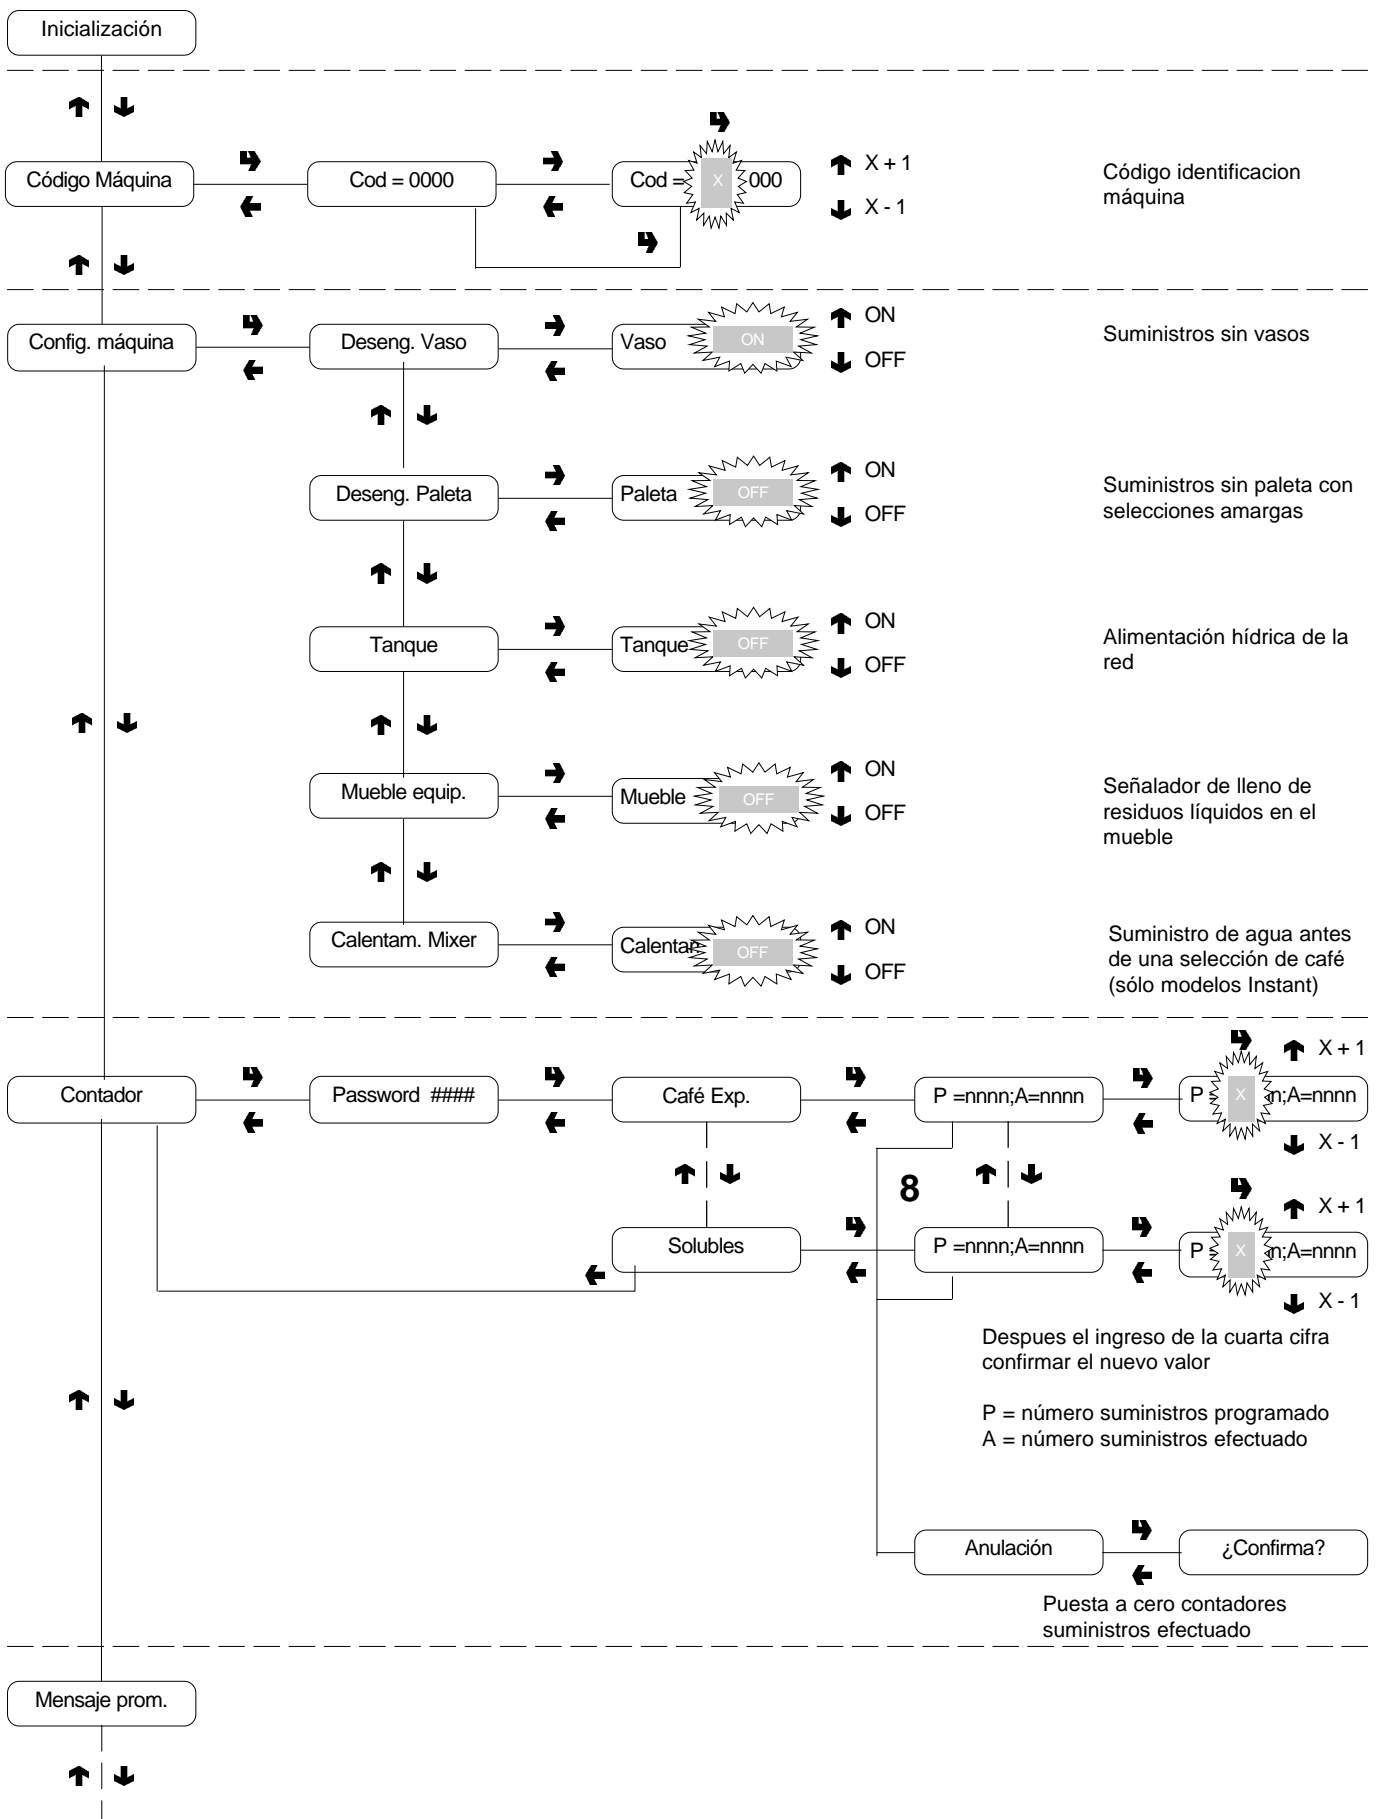 Inicialización
Código Máquina
Cod = 0000
Cod = X 000
X + 1
X - 1
Código identificacion
máquina
Config. máquina
Deseng. Vaso
Vaso ON
ON
OFF
Suministros sin vasos
Deseng. Paleta
Paleta OFF
ON
OFF
Suministros sin paleta con
selecciones amargas
Tanque
Tanque OFF
ON
OFF
Alimentación hídrica de la
red
Mueble equip.
Mueble OFF
ON
OFF
Señalador de lleno de
residuos líquidos en el
mueble
Calentam. Mixer
Calentan OFF
ON
OFF
Suministro de agua antes
de una selección de café
(sólo modelos Instant)
Contador
Password ####
Café Exp.
P =nnnn;A=nnnn
P = X n;A=nnnn
X + 1
X - 1
8
Solubles
P =nnnn;A=nnnn
P = X n;A=nnnn
X + 1
X - 1
Despues el ingreso de la cuarta cifra
confirmar el nuevo valor
P = número suministros programado
A = número suministros efectuado
Anulación
¿Confirma?
Puesta a cero contadores
suministros efectuado
Mensaje prom.